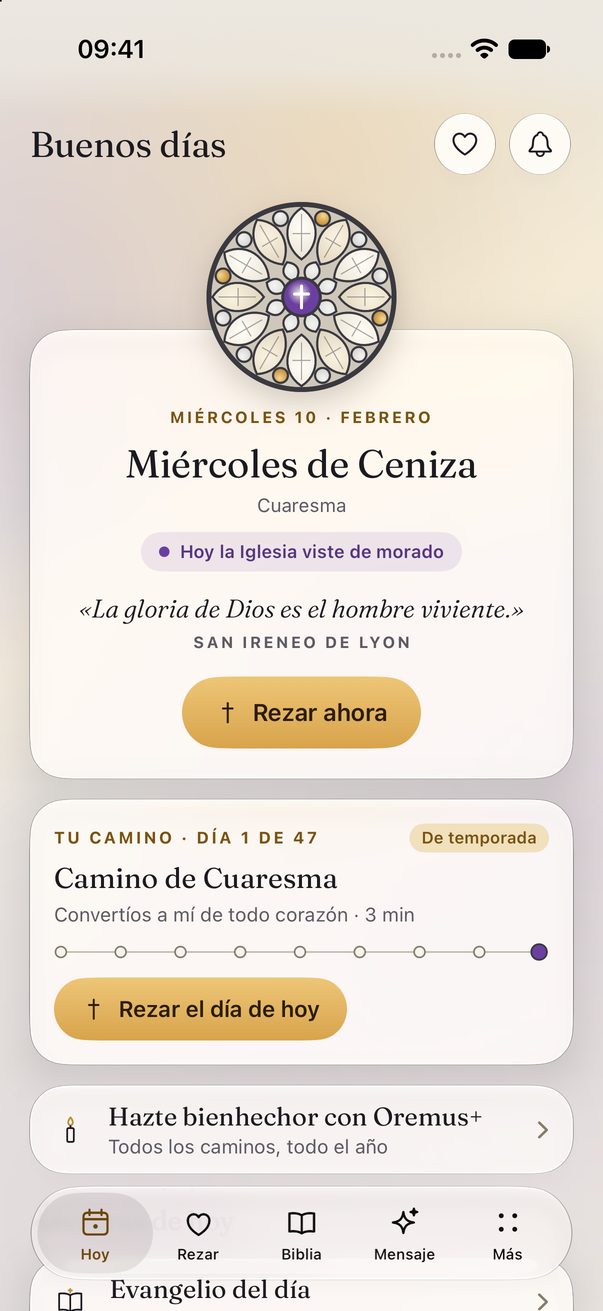 09:41
Buenos días
MIÉRCOLES 10 · FEBRERO
Miércoles de Ceniza
Cuaresma
Hoy la Iglesia viste de morado
«La gloria de Dios es el hombre viviente.»
SAN IRENEO DE LYON
† Rezar ahora
TU CAMINO · DÍA 1 DE 47
De temporada
Camino de Cuaresma
Convertíos a mí de todo corazón · 3 min
† Rezar el día de hoy
Hazte bienhechor con Oremus+
Todos los caminos, todo el año
de hoy
Hoy
Rezar
Biblia
Mensaje
Más
Evangelio del día